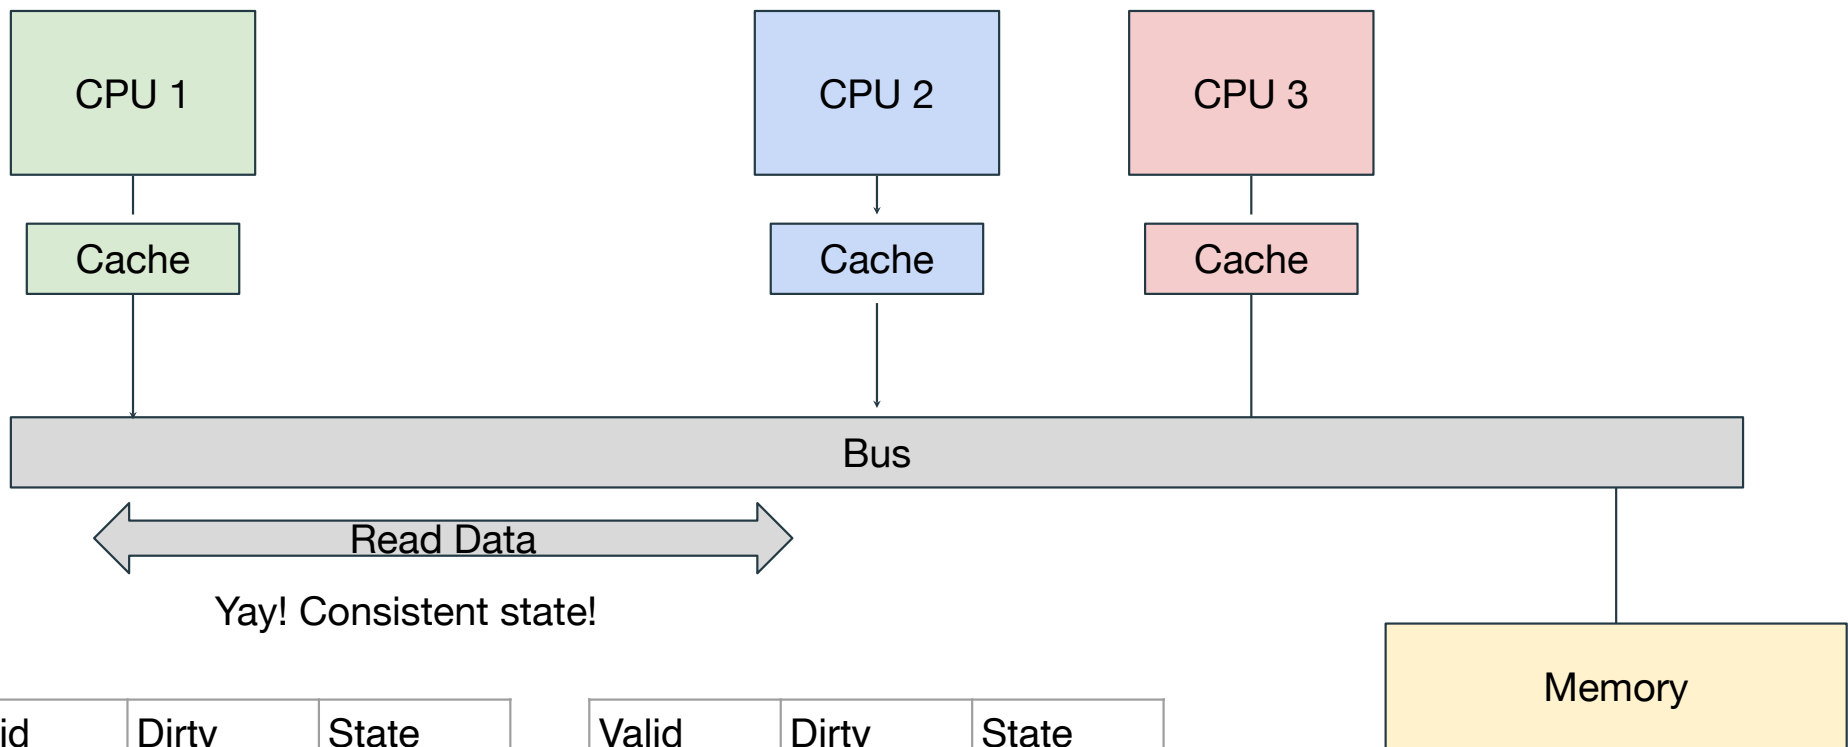 CPU 1
CPU 2
CPU 3
Cache
Cache
Cache
Bus
Read Data
Yay! Consistent state!
Memory
id
Dirty
State
Valid
Dirty
State